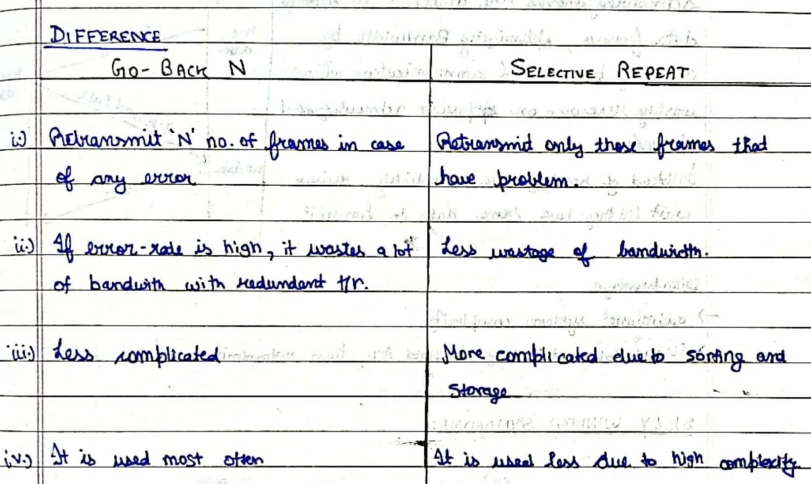 DIFFERENCE
GO-BACK N
SELECTIVE REPEAT
i.) Retransmit 'N' no. of frames in case
of any error
Retransmit only those frames that
have problem.
ii.) If error-rate is high, it wastes a lot
of bandwith with redundant t/r.
Less wastage of bandwidth.
iii.) Less complicated
More complicated due to sorting and
Storage
iv.) It is used most often
It is used less due to high complexity